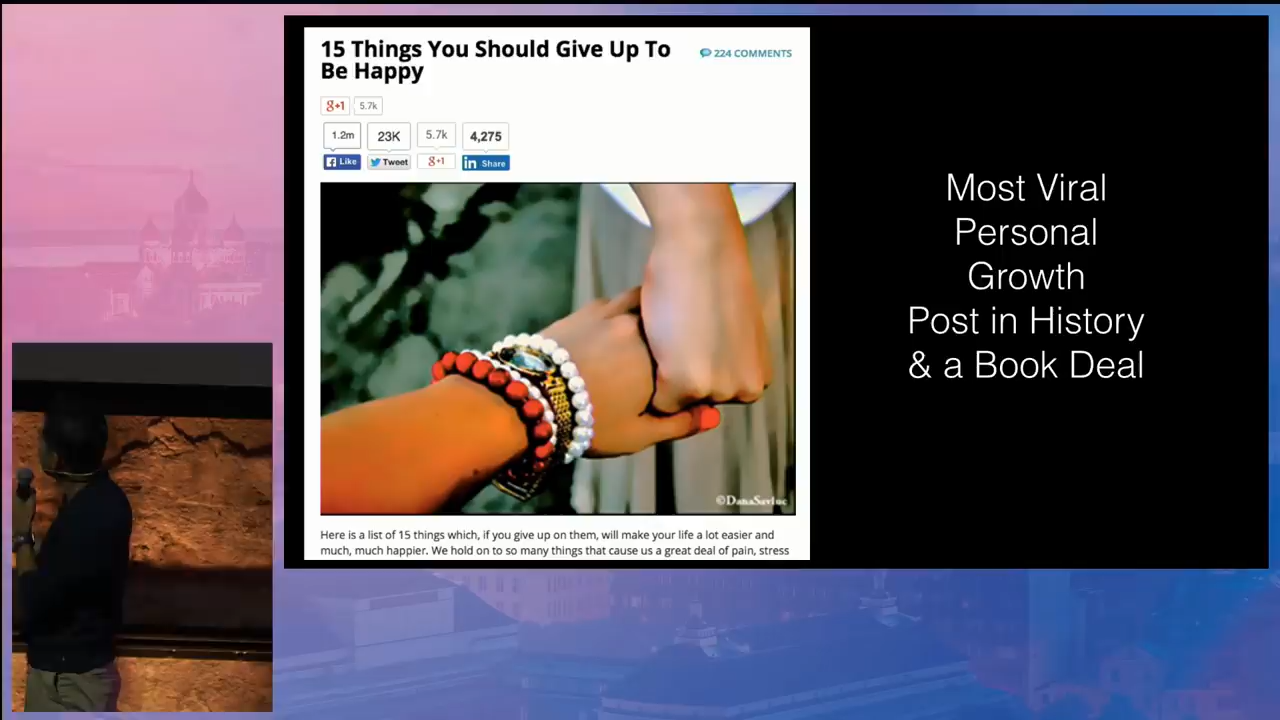 15 Things You Should Give Up To
Be Happy
224 COMMENTS
g+1 5.7k
1.2m 23K 5.7k 4,275
Like Tweet g+1 in Share
©DanaSaviuc
Here is a list of 15 things which, if you give up on them, will make your life a lot easier and
much, much happier. We hold on to so many things that cause us a great deal of pain, stress
Most Viral
Personal
Growth
Post in History
& a Book Deal